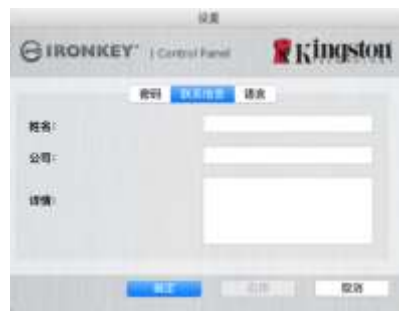 设置
IRONKEY™ | Control Panel Kingston
密码 联系信息 语言
姓名:
公司:
详情:
确定 应用 取消